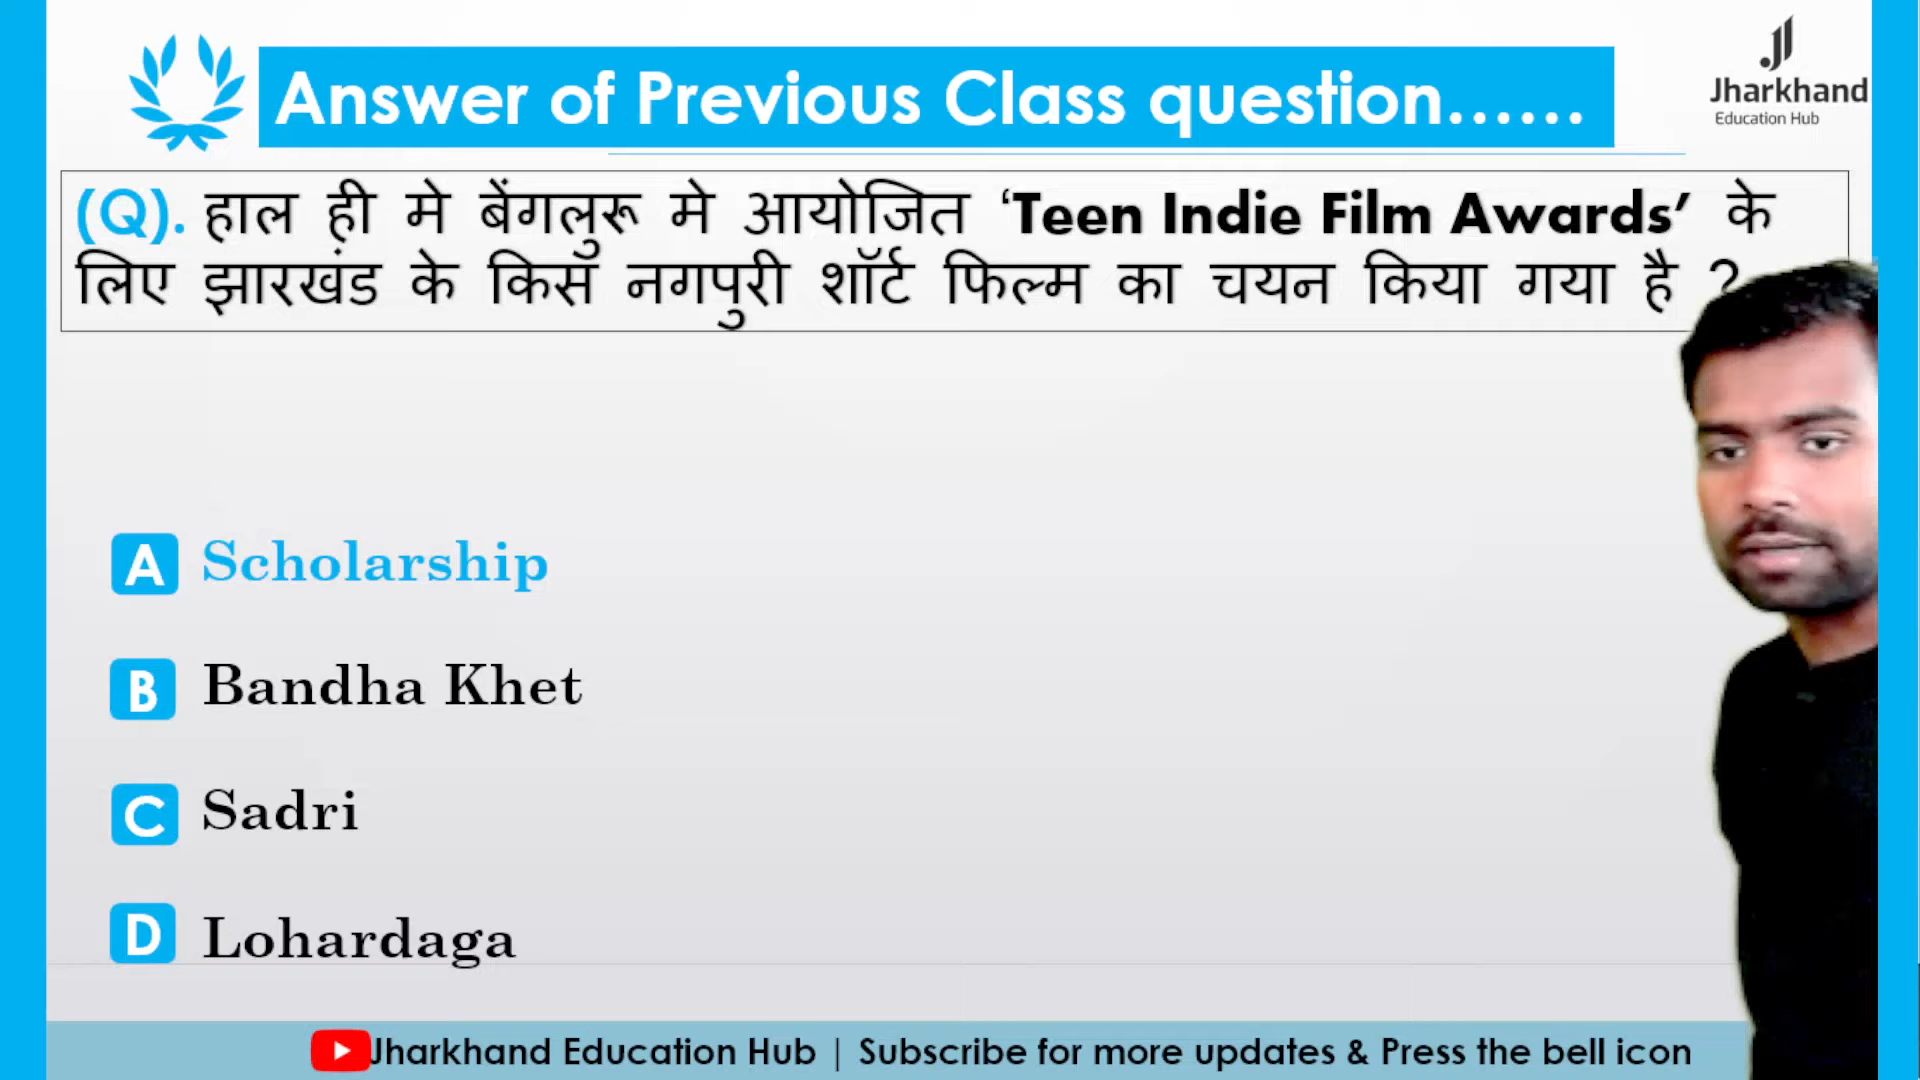 Answer of Previous Class question......
Jharkhand
Education Hub
(Q). हाल ही मे बेंगलुरू मे आयोजित ‘Teen Indie Film Awards’ के
लिए झारखंड के किस नगपुरी शॉर्ट फिल्म का चयन किया गया है ?
A Scholarship
B Bandha Khet
C Sadri
D Lohardaga
Jharkhand Education Hub | Subscribe for more updates & Press the bell icon